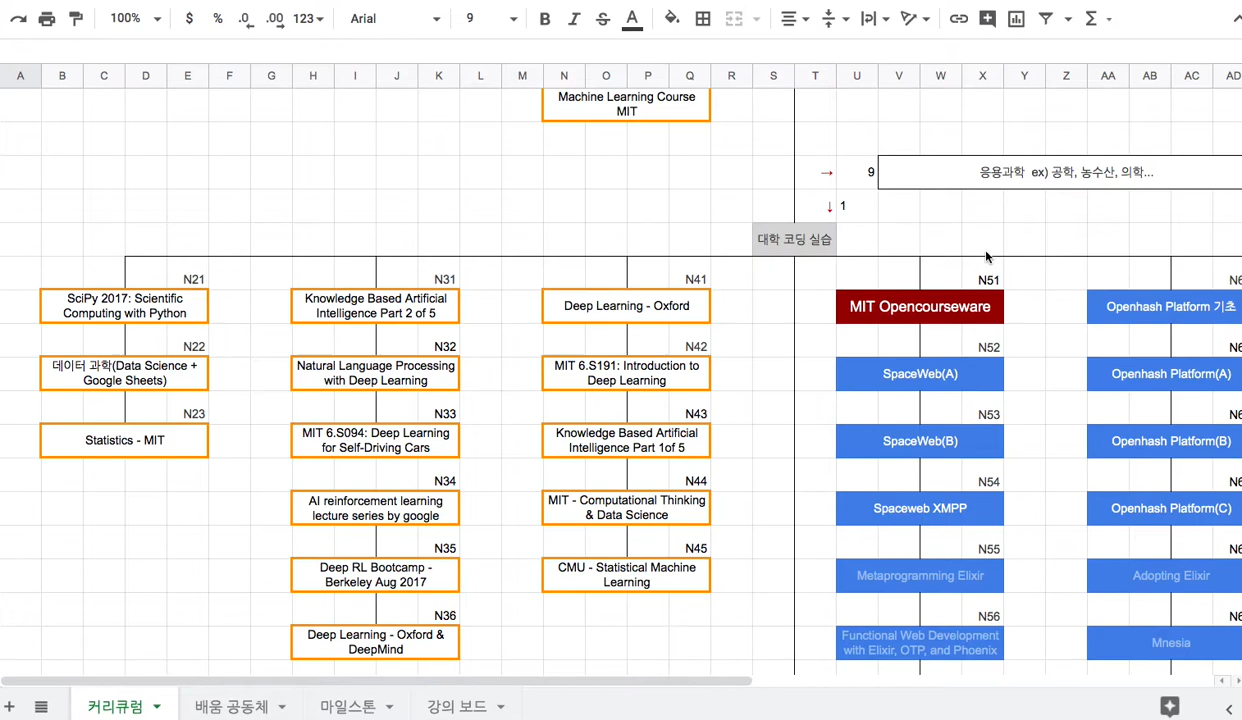 100%
$
%
.0
.00
123
Arial
9
B
I
S
A
A B C D E F G H I J K L M N O P Q R S T U V W X Y Z AA AB AC AD
Machine Learning Course
MIT
→ 9 응용과학 ex) 공학, 농수산, 의학...
↓ 1
대학 코딩 실습
N21 N31 N41 N51
SciPy 2017: Scientific
Computing with Python
Knowledge Based Artificial
Intelligence Part 2 of 5
Deep Learning - Oxford
MIT Opencourseware
Openhash Platform 기초
N22 N32 N42 N52
데이터 과학(Data Science +
Google Sheets)
Natural Language Processing
with Deep Learning
MIT 6.S191: Introduction to
Deep Learning
SpaceWeb(A)
Openhash Platform(A)
N23 N33 N43 N53
Statistics - MIT
MIT 6.S094: Deep Learning
for Self-Driving Cars
Knowledge Based Artificial
Intelligence Part 1of 5
SpaceWeb(B)
Openhash Platform(B)
N34 N44 N54
AI reinforcement learning
lecture series by google
MIT - Computational Thinking
& Data Science
Spaceweb XMPP
Openhash Platform(C)
N35 N45 N55
Deep RL Bootcamp -
Berkeley Aug 2017
CMU - Statistical Machine
Learning
Metaprogramming Elixir
Adopting Elixir
N36 N56
Deep Learning - Oxford &
DeepMind
Functional Web Development
with Elixir, OTP, and Phoenix
Mnesia
커리큐럼
배움 공동체
마일스톤
강의 보드